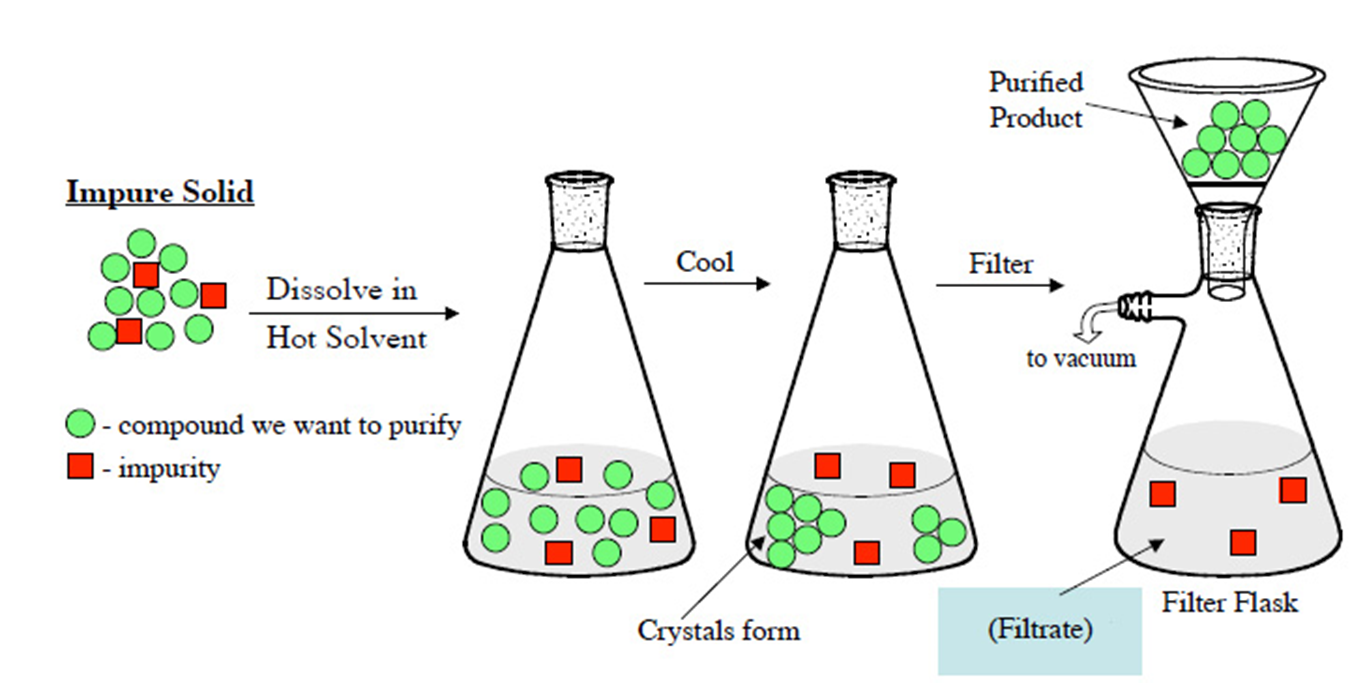 Impure Solid
Dissolve in
Hot Solvent
- compound we want to purify
- impurity
Cool
Crystals form
Filter
Purified
Product
to vacuum
(Filtrate)
Filter Flask